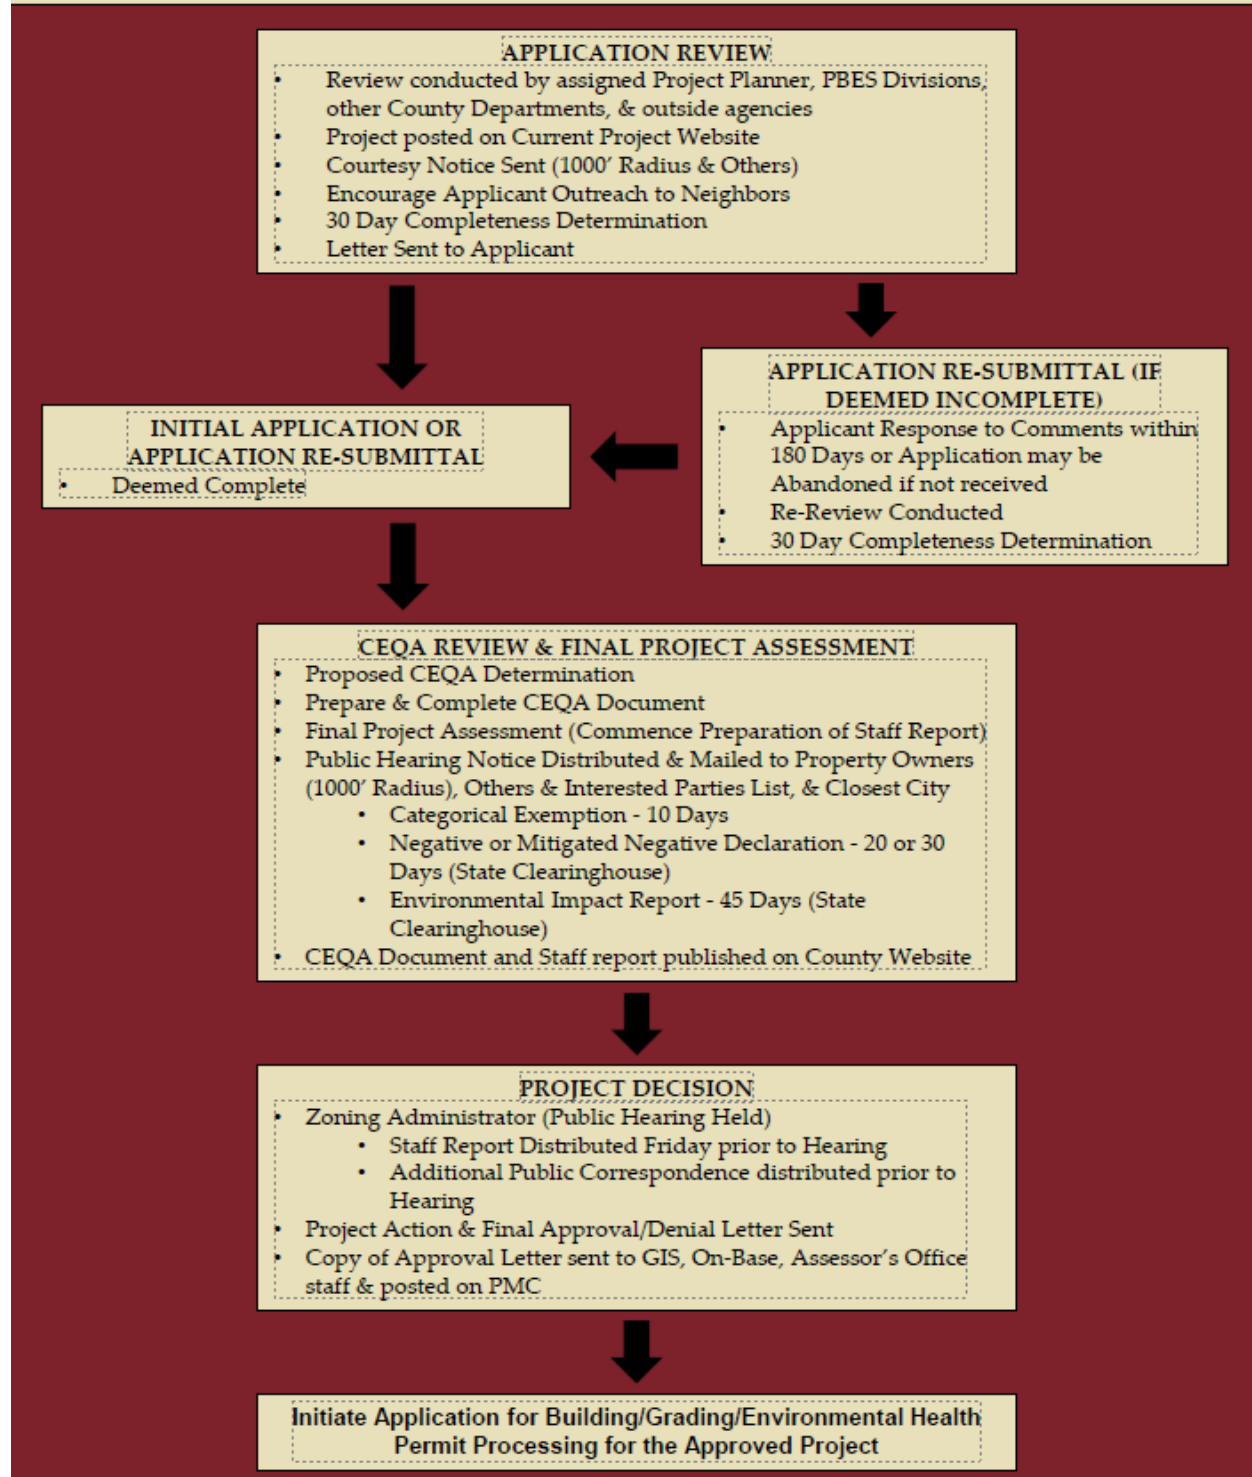 APPLICATION REVIEW
• Review conducted by assigned Project Planner, PBES Divisions,
other County Departments, & outside agencies
• Project posted on Current Project Website
• Courtesy Notice Sent (1000’ Radius & Others)
• Encourage Applicant Outreach to Neighbors
• 30 Day Completeness Determination
• Letter Sent to Applicant
APPLICATION RE-SUBMITTAL (IF
DEEMED INCOMPLETE)
• Applicant Response to Comments within
180 Days or Application may be
Abandoned if not received
• Re-Review Conducted
• 30 Day Completeness Determination
INITIAL APPLICATION OR
APPLICATION RE-SUBMITTAL
• Deemed Complete
CEQA REVIEW & FINAL PROJECT ASSESSMENT
• Proposed CEQA Determination
• Prepare & Complete CEQA Document
• Final Project Assessment (Commence Preparation of Staff Report)
• Public Hearing Notice Distributed & Mailed to Property Owners
(1000’ Radius), Others & Interested Parties List, & Closest City
• Categorical Exemption - 10 Days
• Negative or Mitigated Negative Declaration - 20 or 30
Days (State Clearinghouse)
• Environmental Impact Report - 45 Days (State
Clearinghouse)
• CEQA Document and Staff report published on County Website
PROJECT DECISION
• Zoning Administrator (Public Hearing Held)
• Staff Report Distributed Friday prior to Hearing
• Additional Public Correspondence distributed prior to
Hearing
• Project Action & Final Approval/Denial Letter Sent
• Copy of Approval Letter sent to GIS, On-Base, Assessor’s Office
staff & posted on PMC
Initiate Application for Building/Grading/Environmental Health
Permit Processing for the Approved Project